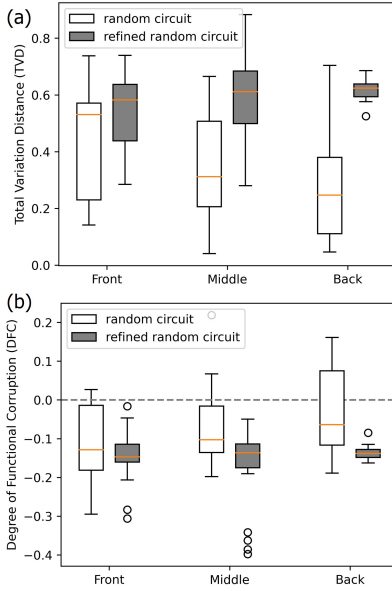 (a)
random circuit
refined random circuit
Total Variation Distance (TVD)
0.8
0.6
0.4
0.2
0.0
Front Middle Back
(b)
random circuit
refined random circuit
Degree of Functional Corruption (DFC)
0.2
0.1
0.0
−0.1
−0.2
−0.3
−0.4
Front Middle Back